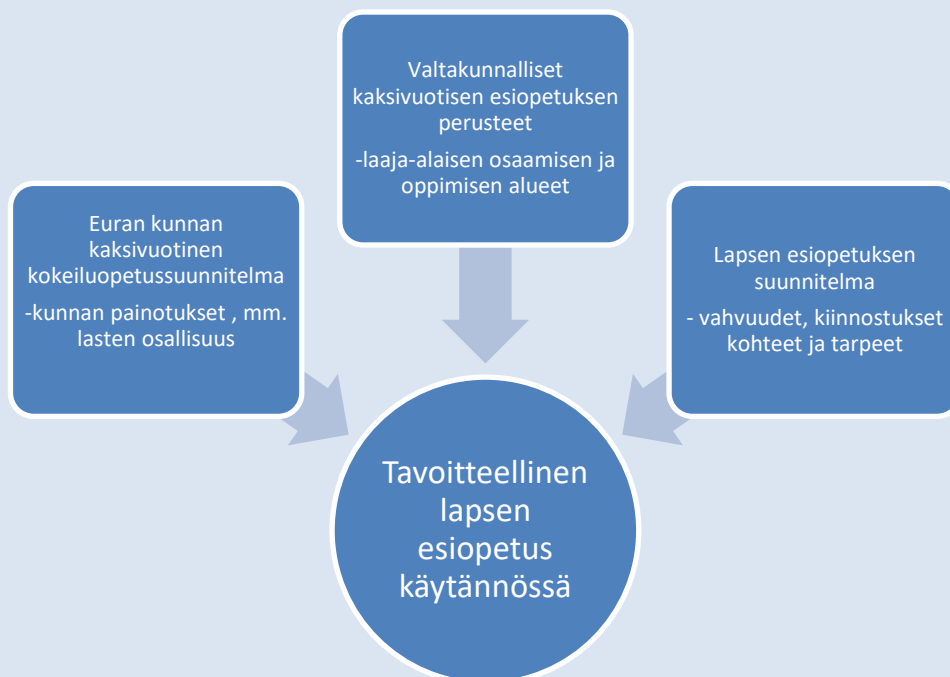 Valtakunnalliset
kaksivuotisen esiopetuksen
perusteet
-laaja-alaisen osaamisen ja
oppimisen alueet
Euran kunnan
kaksivuotinen
kokeiluopetussuunnitelma
-kunnan painotukset , mm.
lasten osallisuus
Lapsen esiopetuksen
suunnitelma
- vahvuudet, kiinnostukset
kohteet ja tarpeet
Tavoitteellinen
lapsen
esiopetus
käytännössä